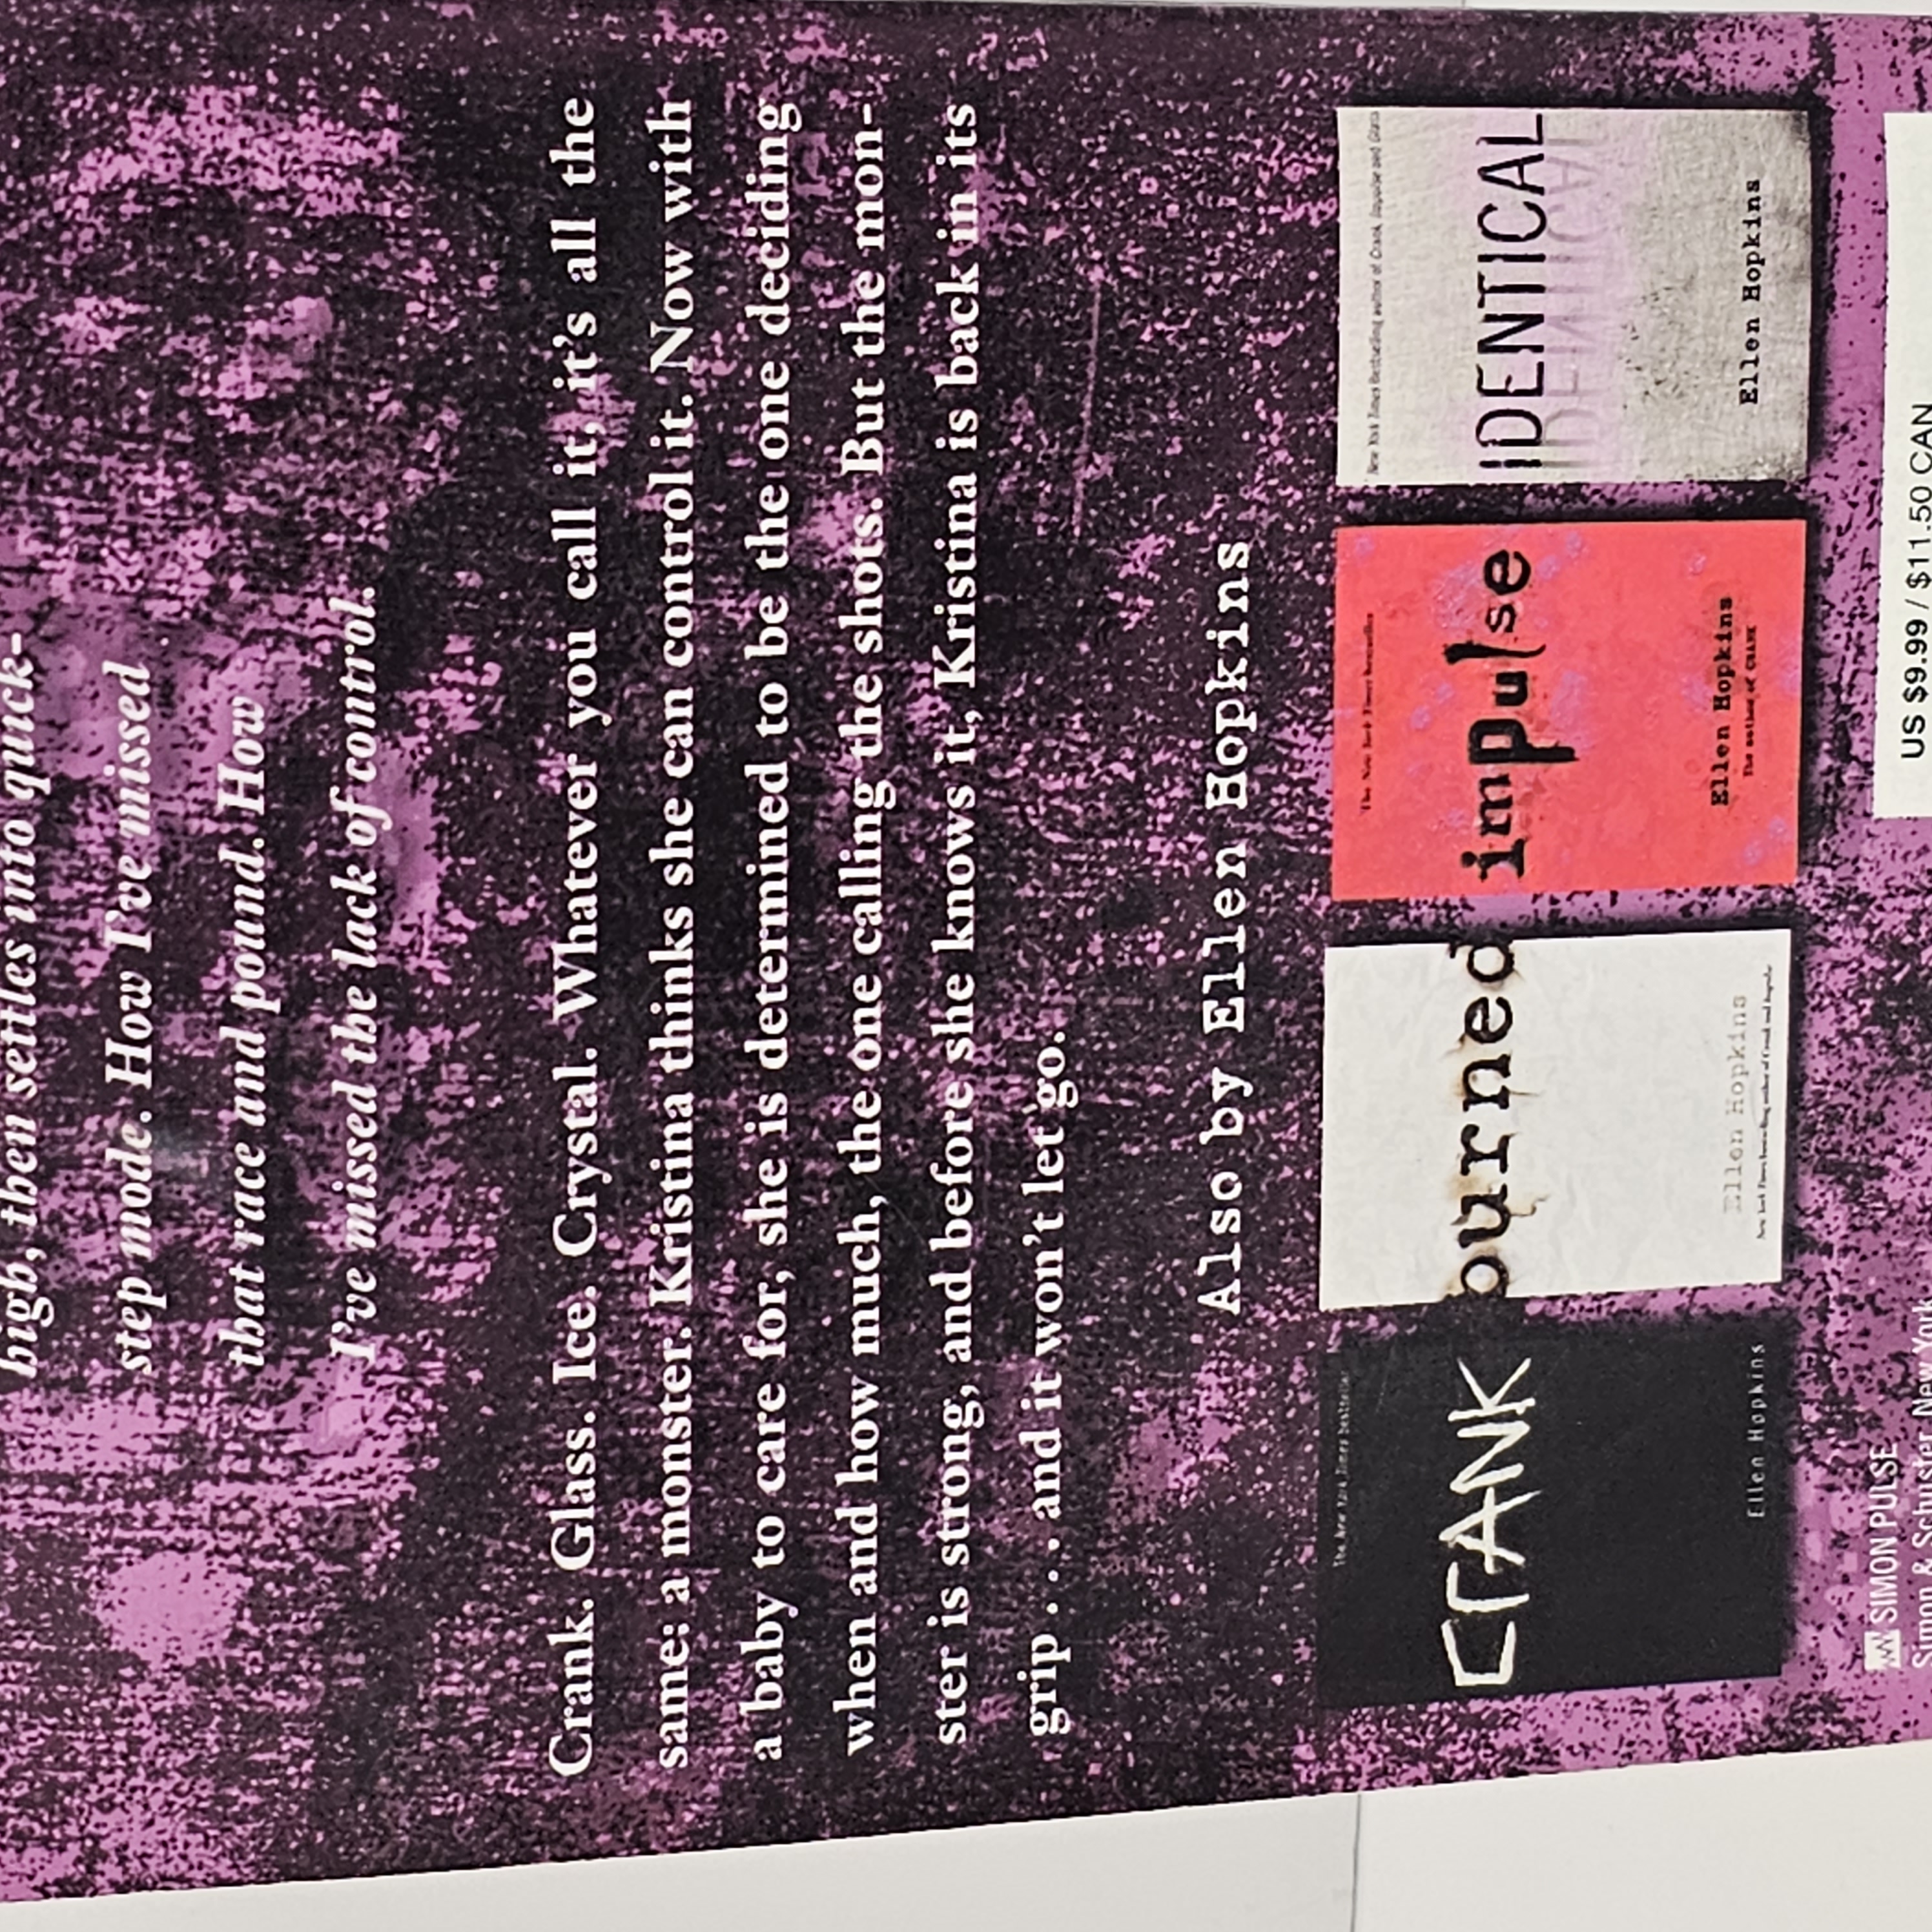 high, then settles into quick-
step mode. How I've missed
that race and pound. How
I've missed the lack of control.
Crank. Glass. Ice. Crystal. Whatever you call it, it's all the
same: a monster. Kristina thinks she can control it. Now with
a baby to care for, she is determined to be the one deciding
when and how much, the one calling the shots. But the mon-
ster is strong, and before she knows it, Kristina is back in its
grip . . . and it won't let go.
Also by Ellen Hopkins
The New York Times bestseller
CRANK
Ellen Hopkins
burned
Ellen Hopkins
New York Times bestselling author of Crank and Impulse
The New York Times bestseller
impulse
Ellen Hopkins
The author of CRANK
New York Times Bestselling author of Crank, Impulse and Glass
IDENTICAL
Ellen Hopkins
SIMON PULSE
Simon & Schuster, New York
US $9.99 / $11.50 CAN